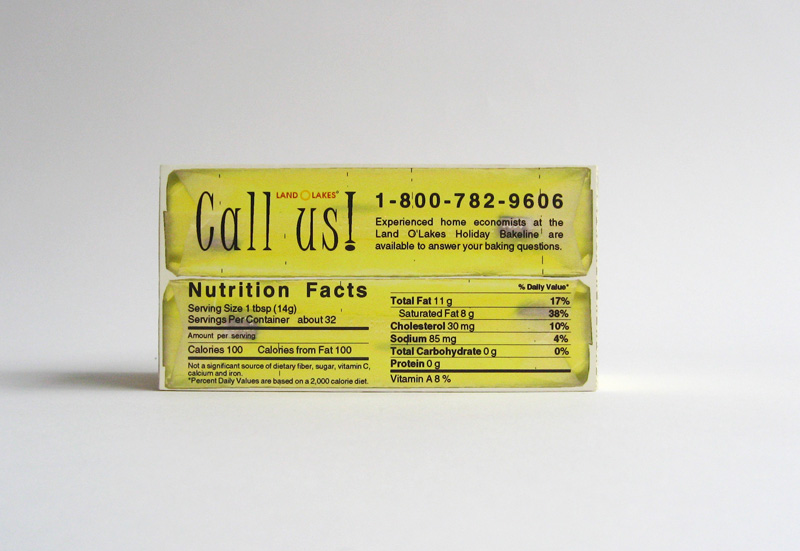 Call us!
LAND O LAKES®
1-800-782-9606
Experienced home economists at the
Land O'Lakes Holiday Bakeline are
available to answer your baking questions.
Nutrition Facts
Serving Size 1 tbsp (14g)
Servings Per Container about 32
Amount per serving
Calories 100 Calories from Fat 100
Not a significant source of dietary fiber, sugar, vitamin C,
calcium and iron.
*Percent Daily Values are based on a 2,000 calorie diet.
% Daily Value*
Total Fat 11 g 17%
Saturated Fat 8 g 38%
Cholesterol 30 mg 10%
Sodium 85 mg 4%
Total Carbohydrate 0 g 0%
Protein 0 g
Vitamin A 8 %